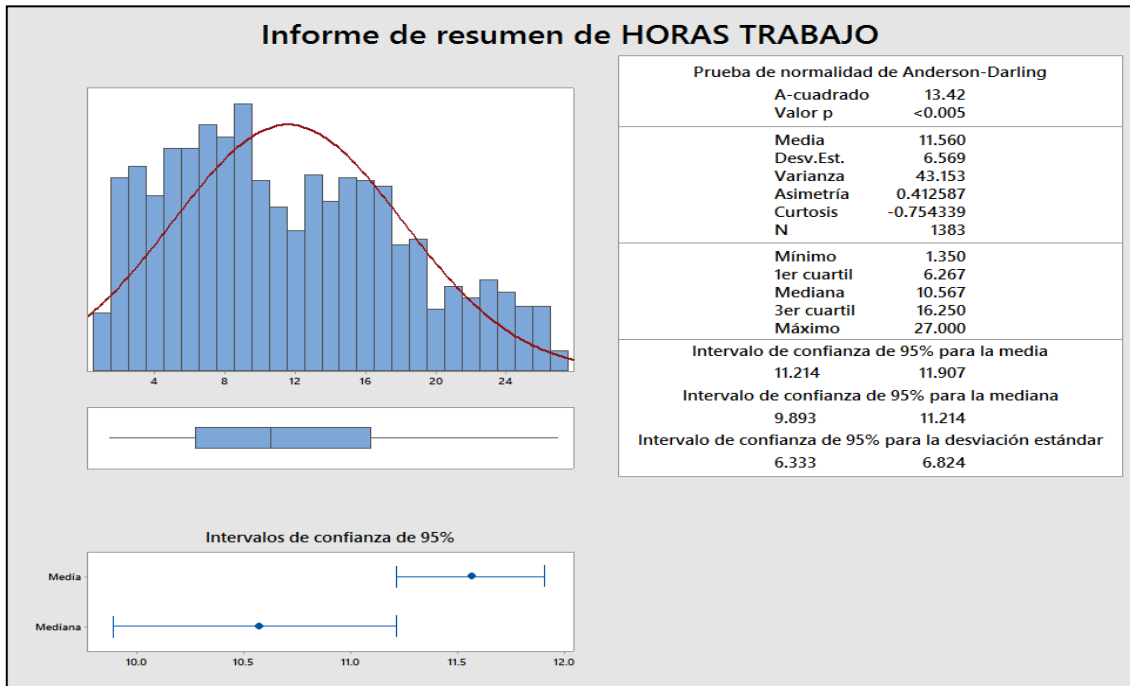 Informe de resumen de HORAS TRABAJO
4 8 12 16 20 24
Intervalos de confianza de 95%
Media
Mediana
10.0 10.5 11.0 11.5 12.0
Prueba de normalidad de Anderson-Darling
A-cuadrado 13.42
Valor p <0.005
Media 11.560
Desv.Est. 6.569
Varianza 43.153
Asimetría 0.412587
Curtosis -0.754339
N 1383
Mínimo 1.350
1er cuartil 6.267
Mediana 10.567
3er cuartil 16.250
Máximo 27.000
Intervalo de confianza de 95% para la media
11.214 11.907
Intervalo de confianza de 95% para la mediana
9.893 11.214
Intervalo de confianza de 95% para la desviación estándar
6.333 6.824